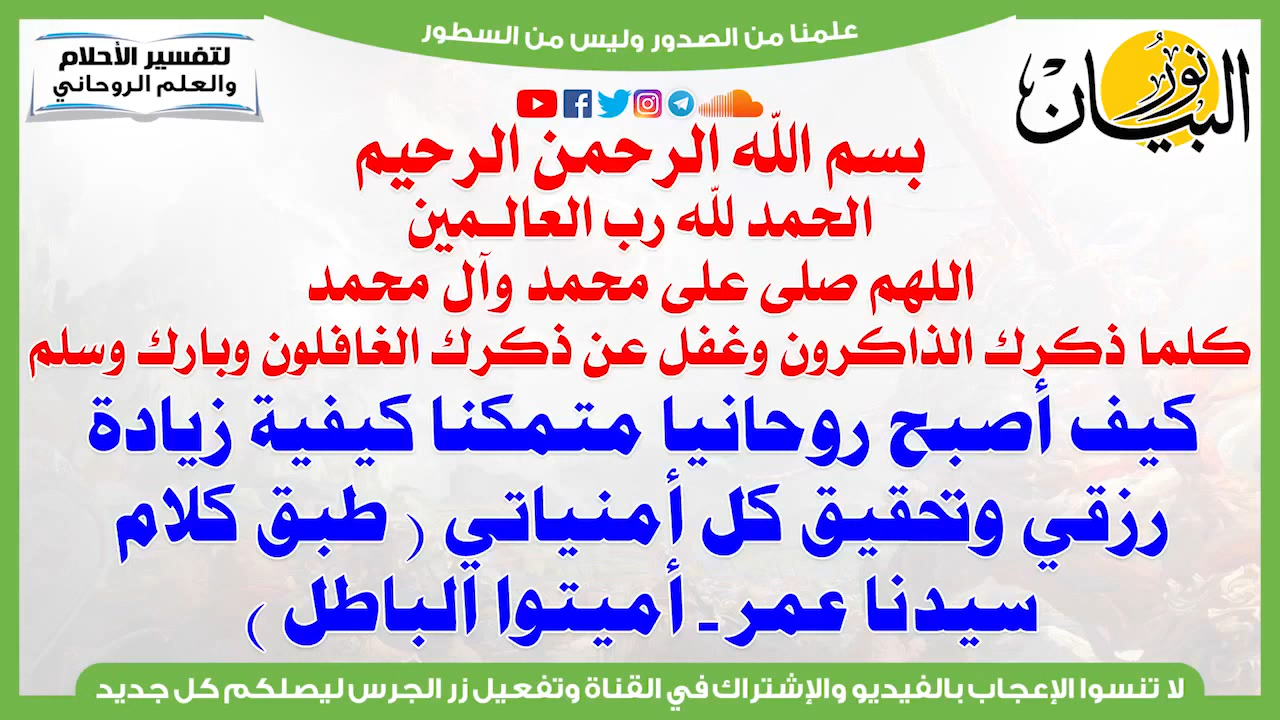 علمنا من الصدور وليس من السطور
لتفسير الأحلام
والعلم الروحاني
نور
البيان
بسم الله الرحمن الرحيم
الحمد لله رب العالـمين
اللهم صلى على محمد وآل محمد
كلما ذكرك الذاكرون وغفل عن ذكرك الغافلون وبارك وسلم
كيف أصبح روحانيا متمكنا كيفية زيادة
رزقي وتحقيق كل أمنياتي ( طبق كلام
سيدنا عمر - أميتوا الباطل )
لا تنسوا الإعجاب بالفيديو والإشتراك في القناة وتفعيل زر الجرس ليصلكم كل جديد